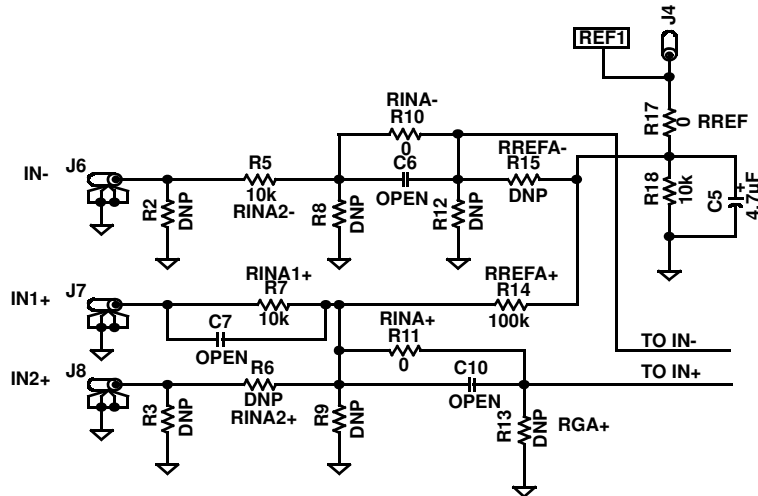 REF1
J4
R17
0
RREF
RINA-
R10
0
RREFA-
R15
DNP
C6
OPEN
IN-
J6
R5
10k
RINA2-
R2
DNP
R8
DNP
R12
DNP
R18
10k
C5
+
4.7µF
IN1+
J7
RINA1+
R7
10k
RREFA+
R14
100k
C7
OPEN
RINA+
R11
0
TO IN-
IN2+
J8
R6
DNP
RINA2+
C10
OPEN
TO IN+
R3
DNP
R9
DNP
R13
DNP
RGA+